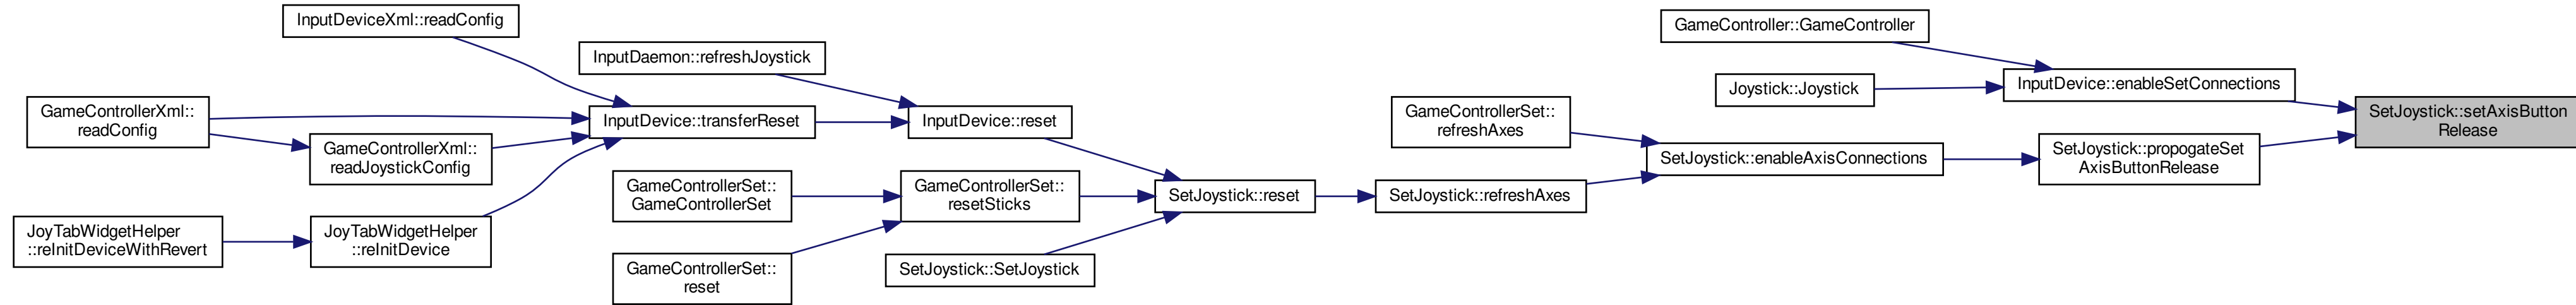 InputDeviceXml::readConfig
GameController::GameController
InputDaemon::refreshJoystick
InputDevice::enableSetConnections
Joystick::Joystick
GameControllerXml::
readConfig
GameControllerSet::
refreshAxes
SetJoystick::setAxisButton
Release
InputDevice::transferReset
InputDevice::reset
GameControllerXml::
readJoystickConfig
SetJoystick::enableAxisConnections
SetJoystick::propogateSet
AxisButtonRelease
GameControllerSet::
GameControllerSet
GameControllerSet::
resetSticks
SetJoystick::reset
SetJoystick::refreshAxes
JoyTabWidgetHelper
::reInitDeviceWithRevert
JoyTabWidgetHelper
::reInitDevice
GameControllerSet::
reset
SetJoystick::SetJoystick